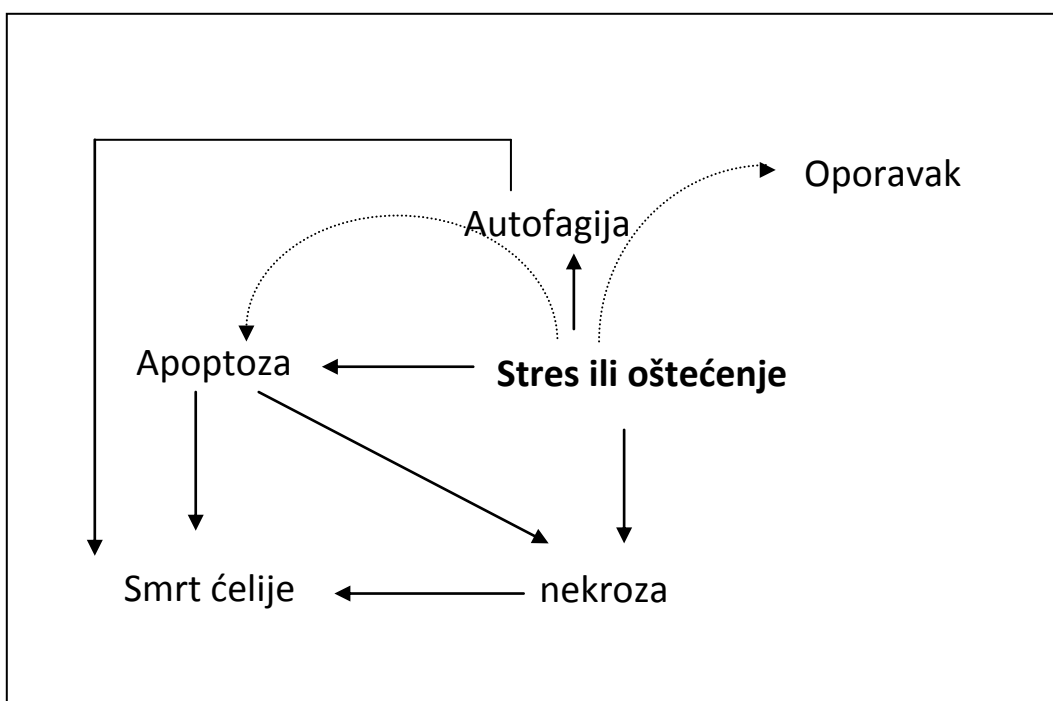 Oporavak
Autofagija
Apoptoza
Stres ili oštećenje
Smrt ćelije
nekroza